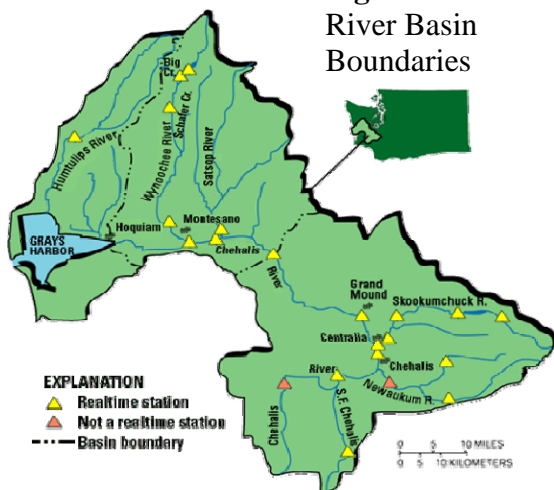 River Basin
Boundaries
Big
Cr.
Schafer Cr.
Humtulips River
Wynoochee River
Satsop River
Hoquiam
Montesano
GRAYS
HARBOR
Chehalis
River
Grand
Mound
Skookumchuck R.
Centralia
Chehalis
River
Newaukum R.
Chehalis
S.F. Chehalis
EXPLANATION
Realtime station
Not a realtime station
Basin boundary
0 5 10 MILES
0 5 10 KILOMETERS